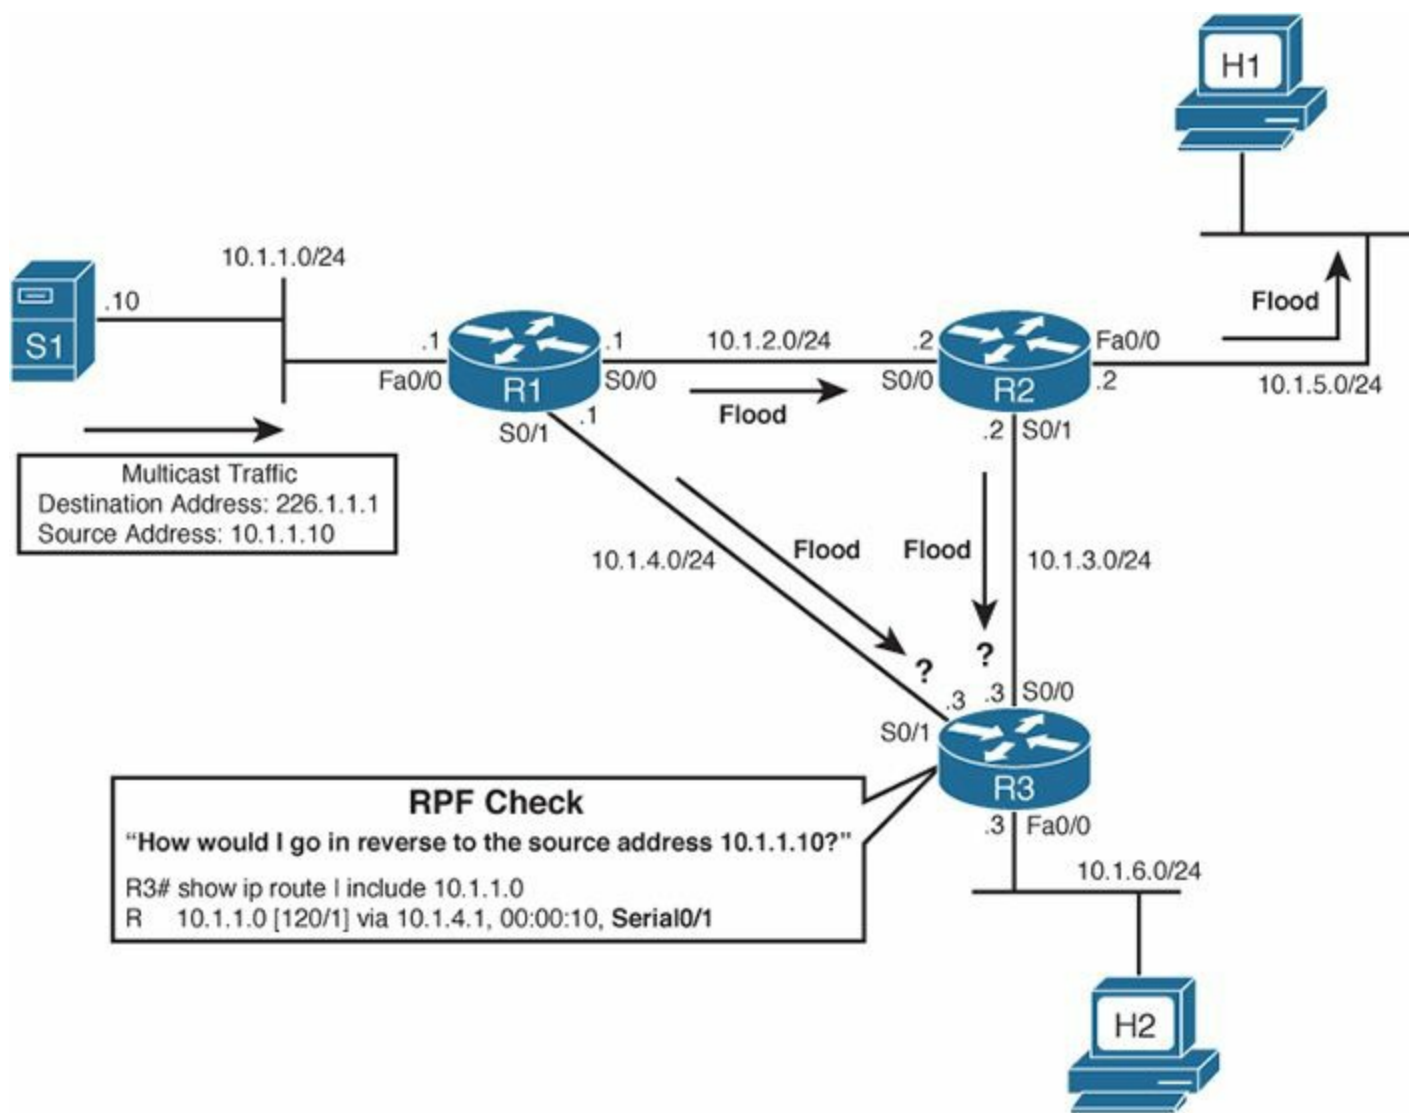 H1
10.1.1.0/24
Flood
.10
S1
.1
Fa0/0
R1
.1
S0/0
10.1.2.0/24
Flood
.2
S0/0
R2
Fa0/0
.2
10.1.5.0/24
S0/1
.1
.2
S0/1
Multicast Traffic
Destination Address: 226.1.1.1
Source Address: 10.1.1.10
10.1.4.0/24
Flood
Flood
10.1.3.0/24
?
?
.3
.3
S0/0
S0/1
R3
RPF Check
“How would I go in reverse to the source address 10.1.1.10?”
R3# show ip route | include 10.1.1.0
R 10.1.1.0 [120/1] via 10.1.4.1, 00:00:10, Serial0/1
.3
Fa0/0
10.1.6.0/24
H2